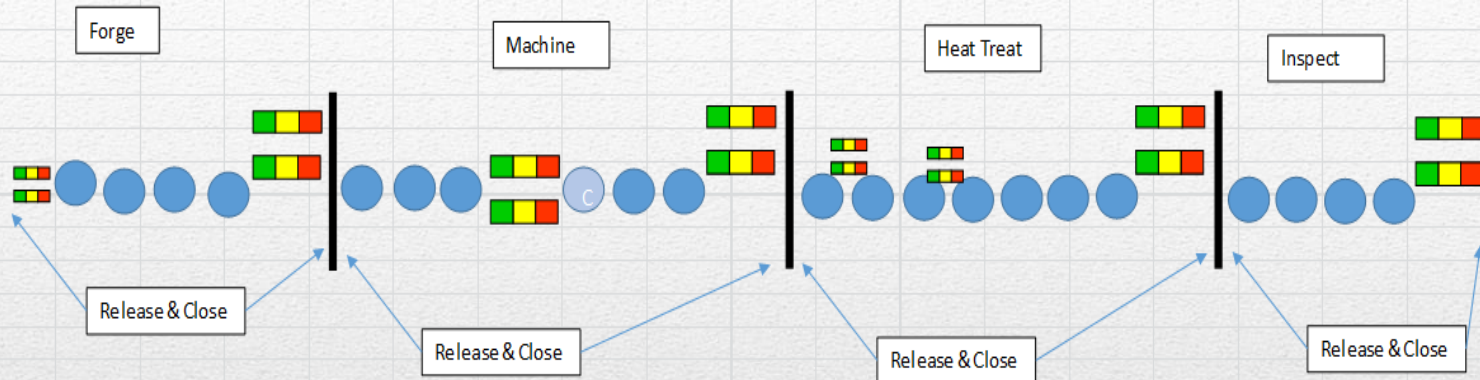 Forge
Machine
Heat Treat
Inspect
C
Release & Close
Release & Close
Release & Close
Release & Close